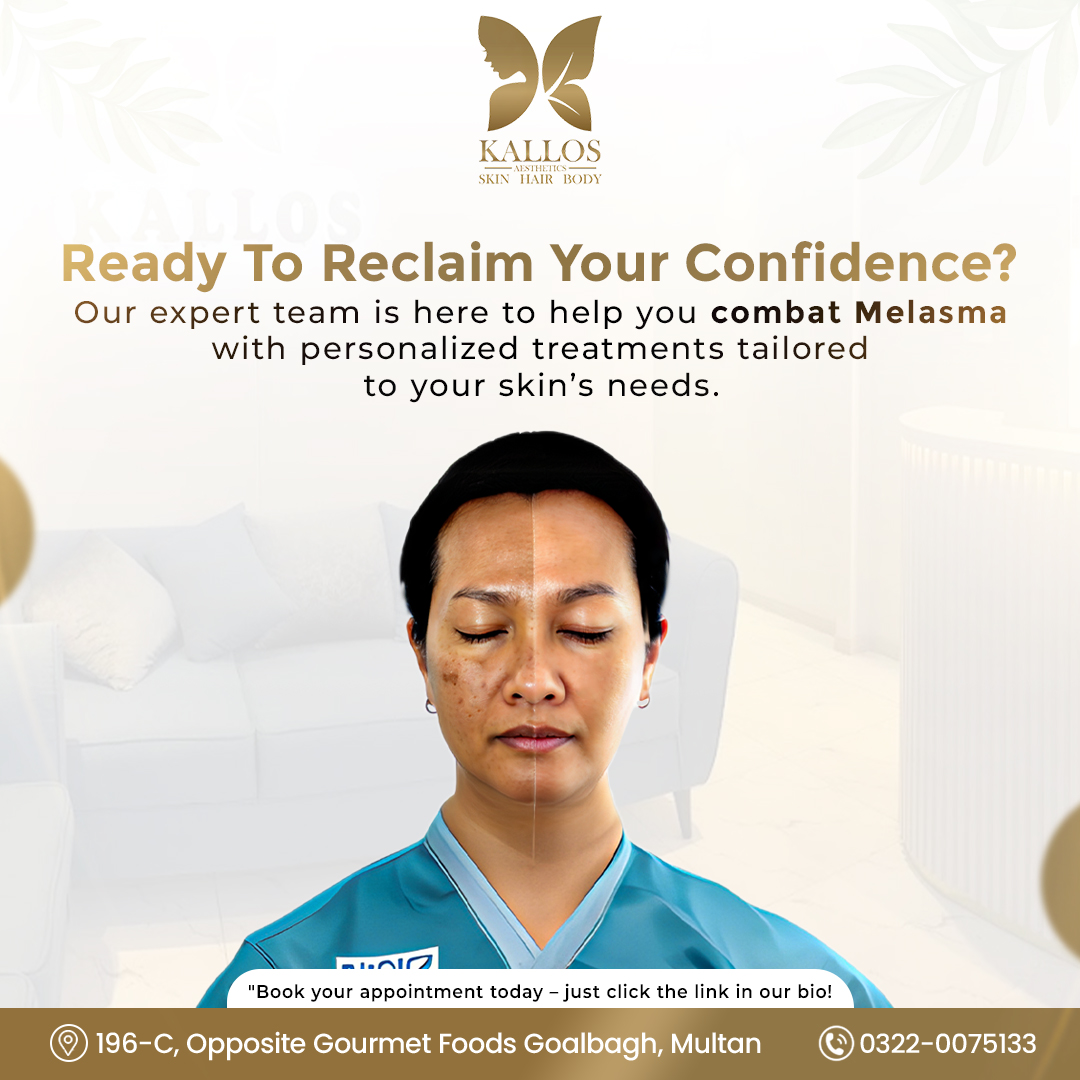 KALLOS
AESTHETICS
SKIN HAIR BODY
KALLOS
Ready To Reclaim Your Confidence?
Our expert team is here to help you combat Melasma
with personalized treatments tailored
to your skin’s needs.
"Book your appointment today – just click the link in our bio!
196-C, Opposite Gourmet Foods Goalbagh, Multan
0322-0075133